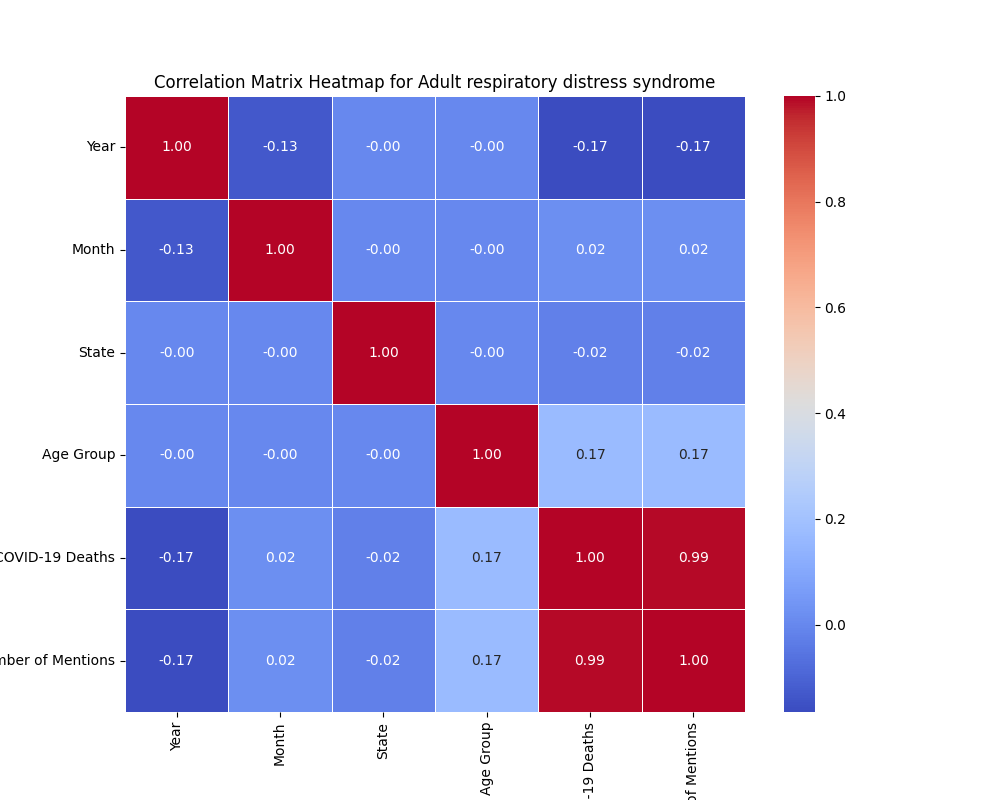 Correlation Matrix Heatmap for Adult respiratory distress syndrome
Year 1.00 -0.13 -0.00 -0.00 -0.17 -0.17
Month -0.13 1.00 -0.00 -0.00 0.02 0.02
State -0.00 -0.00 1.00 -0.00 -0.02 -0.02
Age Group -0.00 -0.00 -0.00 1.00 0.17 0.17
COVID-19 Deaths -0.17 0.02 -0.02 0.17 1.00 0.99
mber of Mentions -0.17 0.02 -0.02 0.17 0.99 1.00
Year
Month
State
Age Group
-19 Deaths
of Mentions
1.0
0.8
0.6
0.4
0.2
0.0